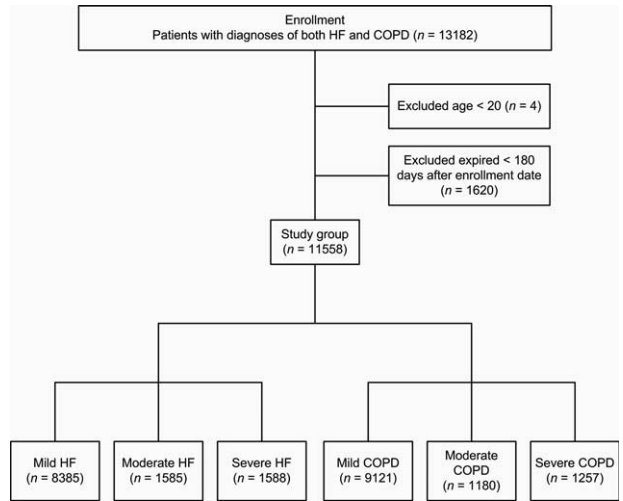 Enrollment
Patients with diagnoses of both HF and COPD (n = 13182)
Excluded age < 20 (n = 4)
Excluded expired < 180
days after enrollment date
(n = 1620)
Study group
(n = 11558)
Mild HF
(n = 8385)
Moderate HF
(n = 1585)
Severe HF
(n = 1588)
Mild COPD
(n = 9121)
Moderate
COPD
(n = 1180)
Severe COPD
(n = 1257)